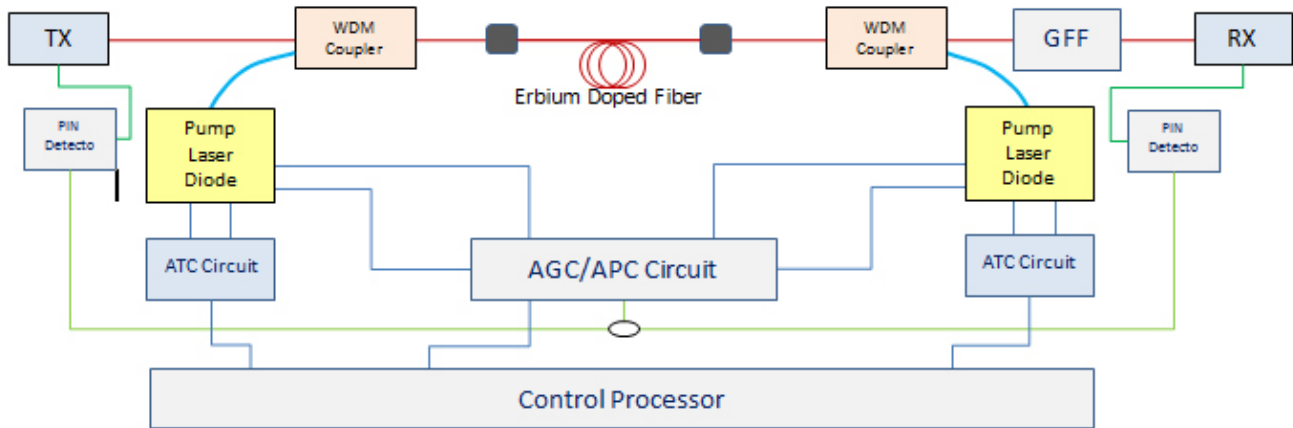 TX
WDM
Coupler
WDM
Coupler
GFF
RX
Erbium Doped Fiber
PIN
Detecto
Pump
Laser
Diode
Pump
Laser
Diode
PIN
Detecto
ATC Circuit
AGC/APC Circuit
ATC Circuit
Control Processor